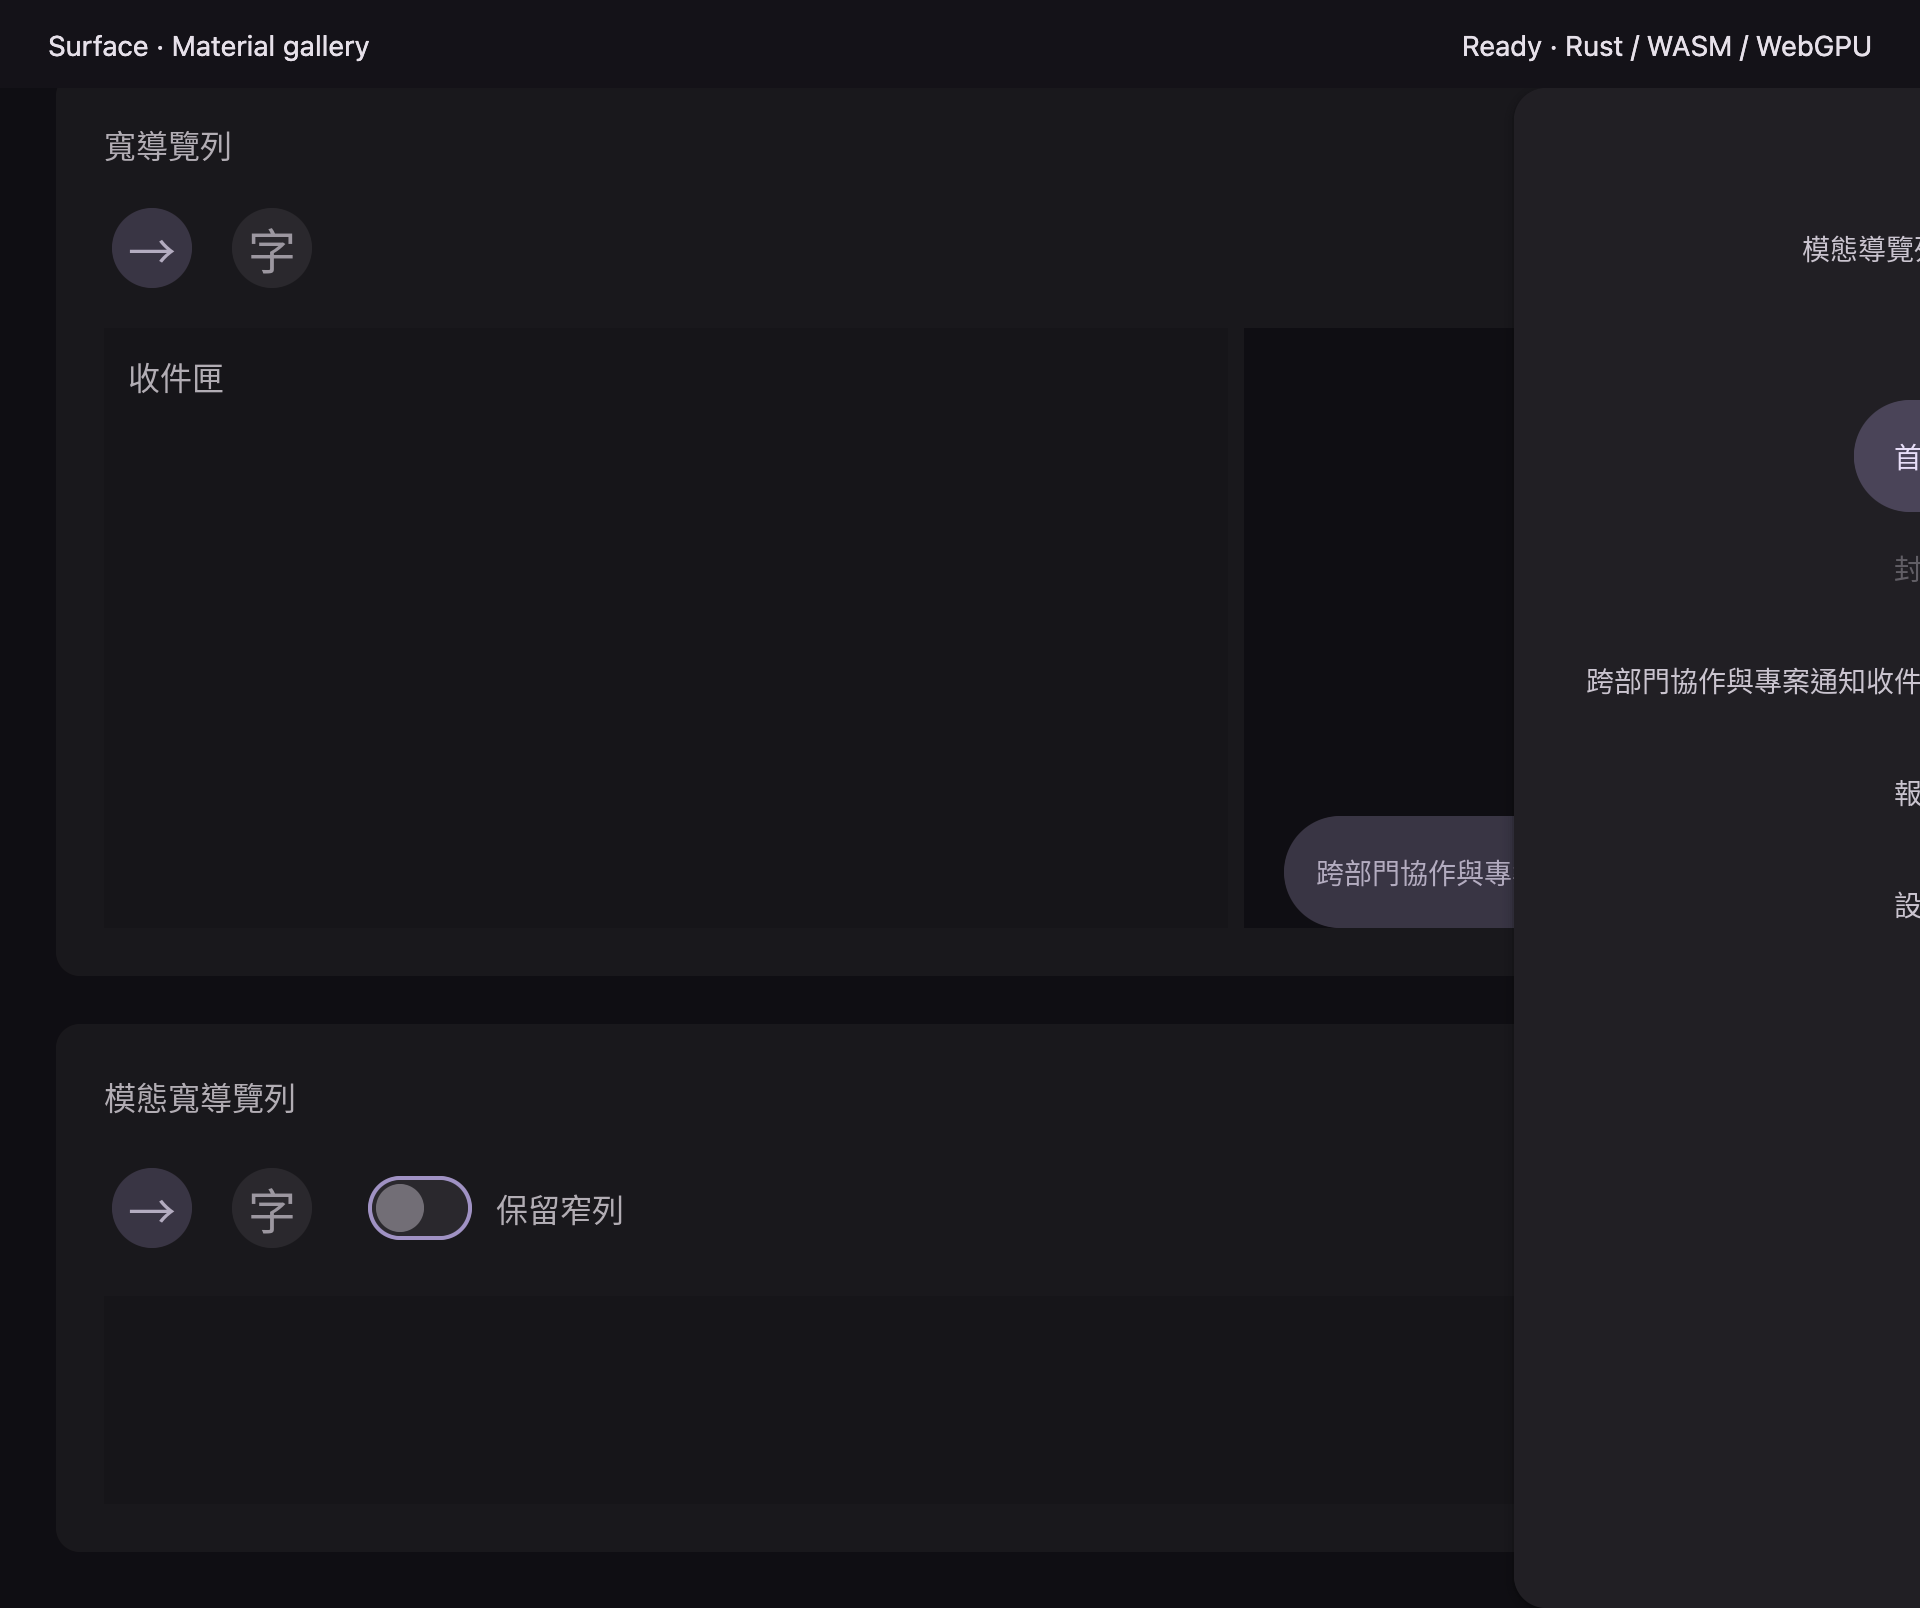 Surface · Material gallery
Ready · Rust / WASM / WebGPU
寬導覽列
→
字
收件匣
跨部門協作與專
模態寬導覽列
→
字
保留窄列
模態導覽
首
封
跨部門協作與專案通知收件
報
設